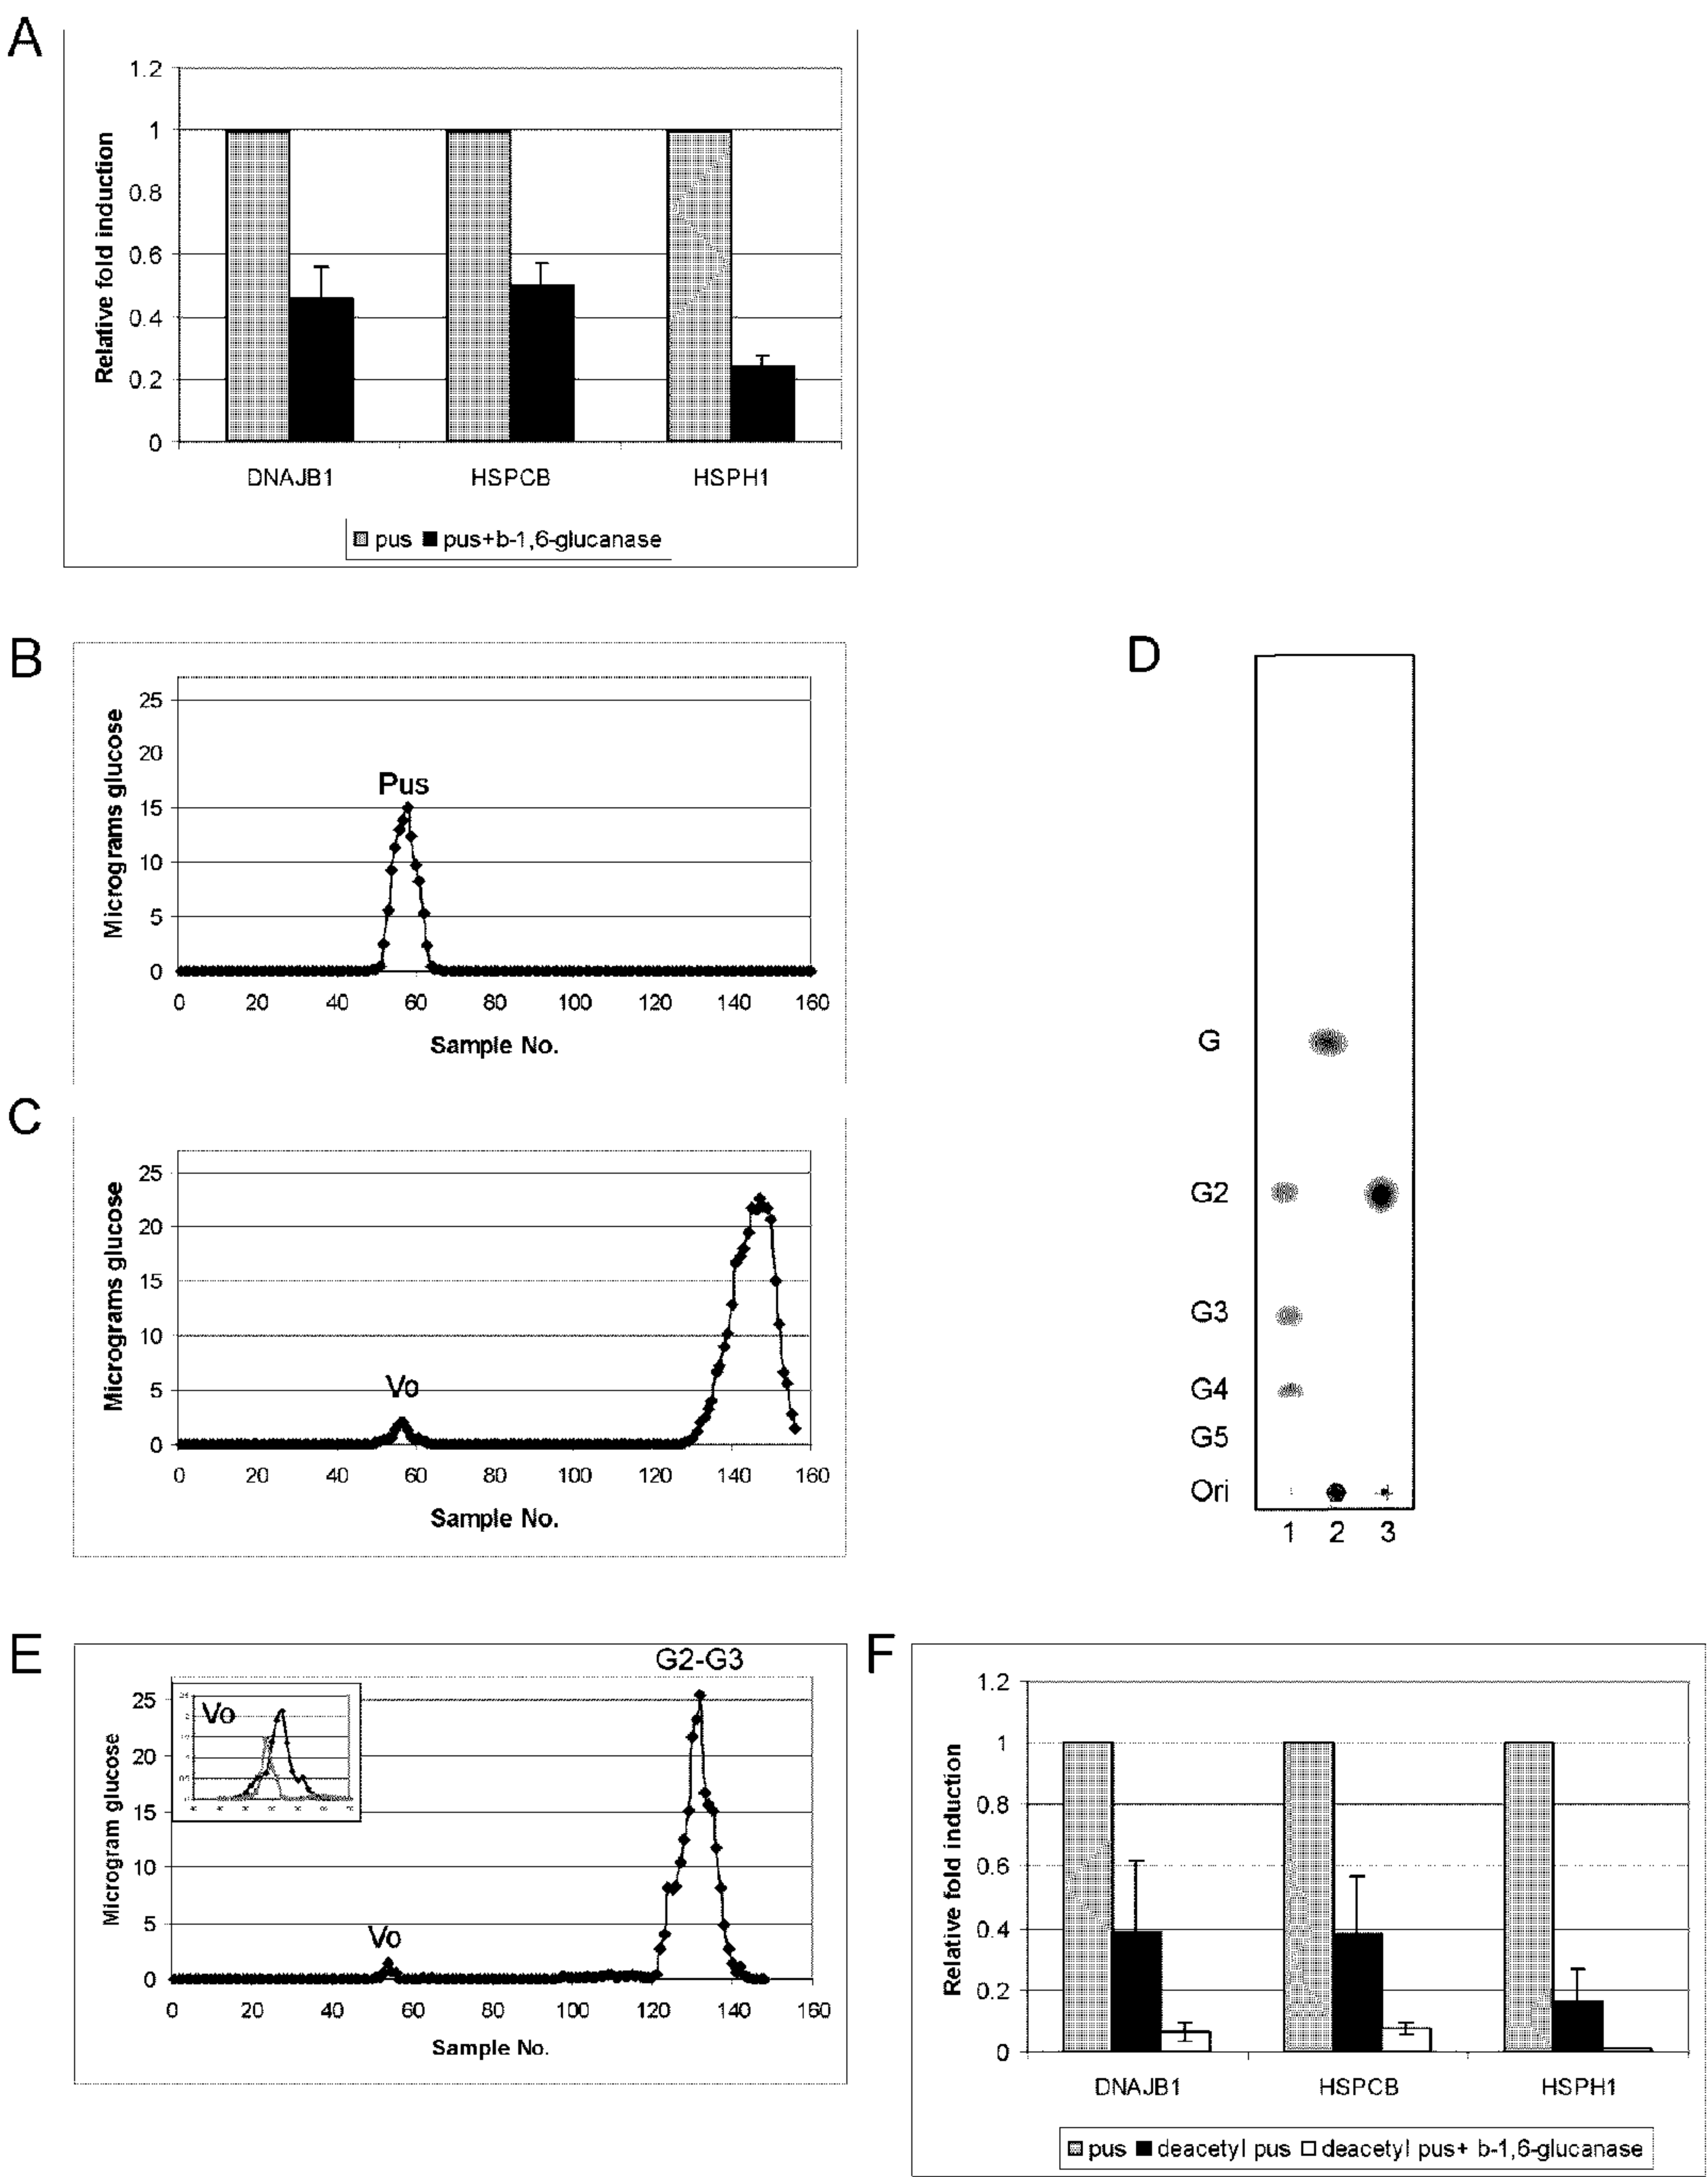 A
1.2
1
0.8
0.6
0.4
0.2
0
Relative fold induction
DNAJB1 HSPCB HSPH1
pus pus+b-1,6-glucanase
B
25
20
15
10
5
0
Micrograms glucose
Pus
0 20 40 60 80 100 120 140 160
Sample No.
C
25
20
15
10
5
0
Micrograms glucose
Vo
0 20 40 60 80 100 120 140 160
Sample No.
D
G
G2
G3
G4
G5
Ori
1 2 3
E
G2-G3
25
20
15
10
5
0
Microgram glucose
Vo
Vo
0 20 40 60 80 100 120 140 160
Sample No.
F
1.2
1
0.8
0.6
0.4
0.2
0
Relative fold induction
DNAJB1 HSPCB HSPH1
pus deacetyl pus deacetyl pus+ b-1,6-glucanase